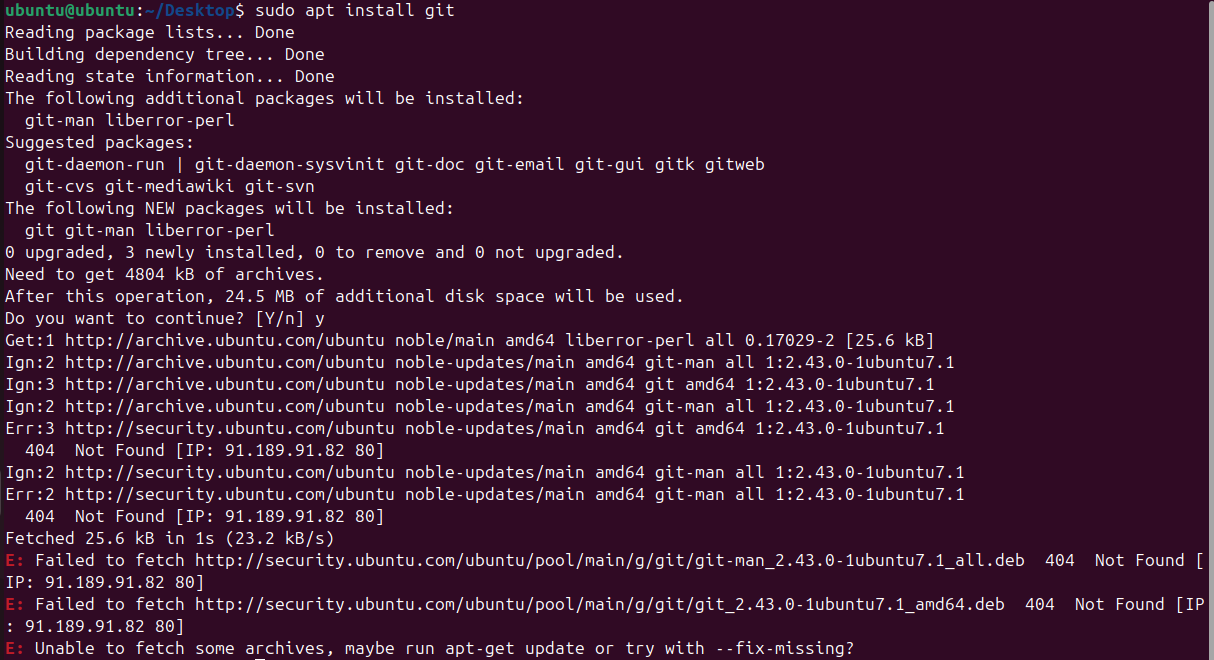 ubuntu@ubuntu:~/Desktop$ sudo apt install git
Reading package lists... Done
Building dependency tree... Done
Reading state information... Done
The following additional packages will be installed:
  git-man liberror-perl
Suggested packages:
  git-daemon-run | git-daemon-sysvinit git-doc git-email git-gui gitk gitweb
  git-cvs git-mediawiki git-svn
The following NEW packages will be installed:
  git git-man liberror-perl
0 upgraded, 3 newly installed, 0 to remove and 0 not upgraded.
Need to get 4804 kB of archives.
After this operation, 24.5 MB of additional disk space will be used.
Do you want to continue? [Y/n] y
Get:1 http://archive.ubuntu.com/ubuntu noble/main amd64 liberror-perl all 0.17029-2 [25.6 kB]
Ign:2 http://archive.ubuntu.com/ubuntu noble-updates/main amd64 git-man all 1:2.43.0-1ubuntu7.1
Ign:3 http://archive.ubuntu.com/ubuntu noble-updates/main amd64 git amd64 1:2.43.0-1ubuntu7.1
Ign:2 http://archive.ubuntu.com/ubuntu noble-updates/main amd64 git-man all 1:2.43.0-1ubuntu7.1
Err:3 http://security.ubuntu.com/ubuntu noble-updates/main amd64 git amd64 1:2.43.0-1ubuntu7.1
  404  Not Found [IP: 91.189.91.82 80]
Ign:2 http://security.ubuntu.com/ubuntu noble-updates/main amd64 git-man all 1:2.43.0-1ubuntu7.1
Err:2 http://security.ubuntu.com/ubuntu noble-updates/main amd64 git-man all 1:2.43.0-1ubuntu7.1
  404  Not Found [IP: 91.189.91.82 80]
Fetched 25.6 kB in 1s (23.2 kB/s)
E: Failed to fetch http://security.ubuntu.com/ubuntu/pool/main/g/git/git-man_2.43.0-1ubuntu7.1_all.deb  404  Not Found [
IP: 91.189.91.82 80]
E: Failed to fetch http://security.ubuntu.com/ubuntu/pool/main/g/git/git_2.43.0-1ubuntu7.1_amd64.deb  404  Not Found [IP
: 91.189.91.82 80]
E: Unable to fetch some archives, maybe run apt-get update or try with --fix-missing?